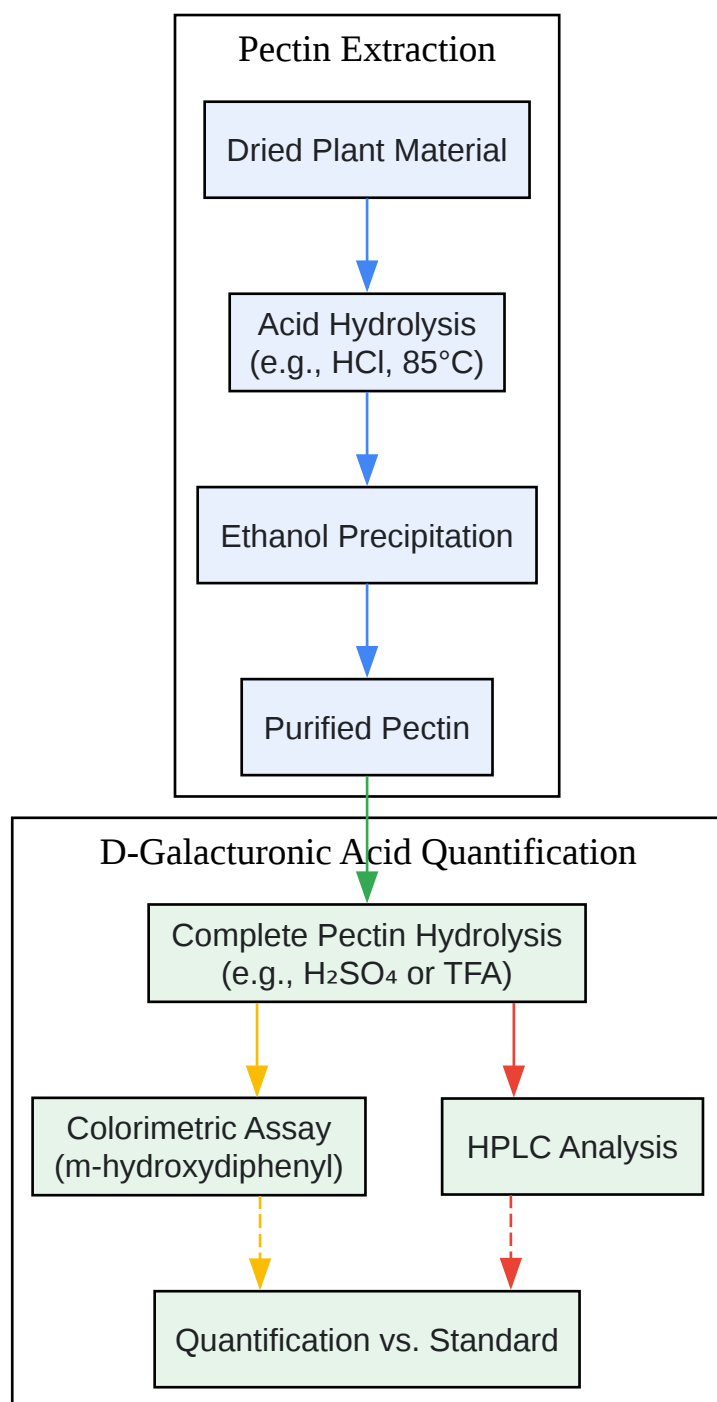 Pectin Extraction
Dried Plant Material
Acid Hydrolysis
(e.g., HCl, 85°C)
Ethanol Precipitation
Purified Pectin
D-Galacturonic Acid Quantification
Complete Pectin Hydrolysis
(e.g., H₂SO₄ or TFA)
Colorimetric Assay
(m-hydroxydiphenyl)
HPLC Analysis
Quantification vs. Standard